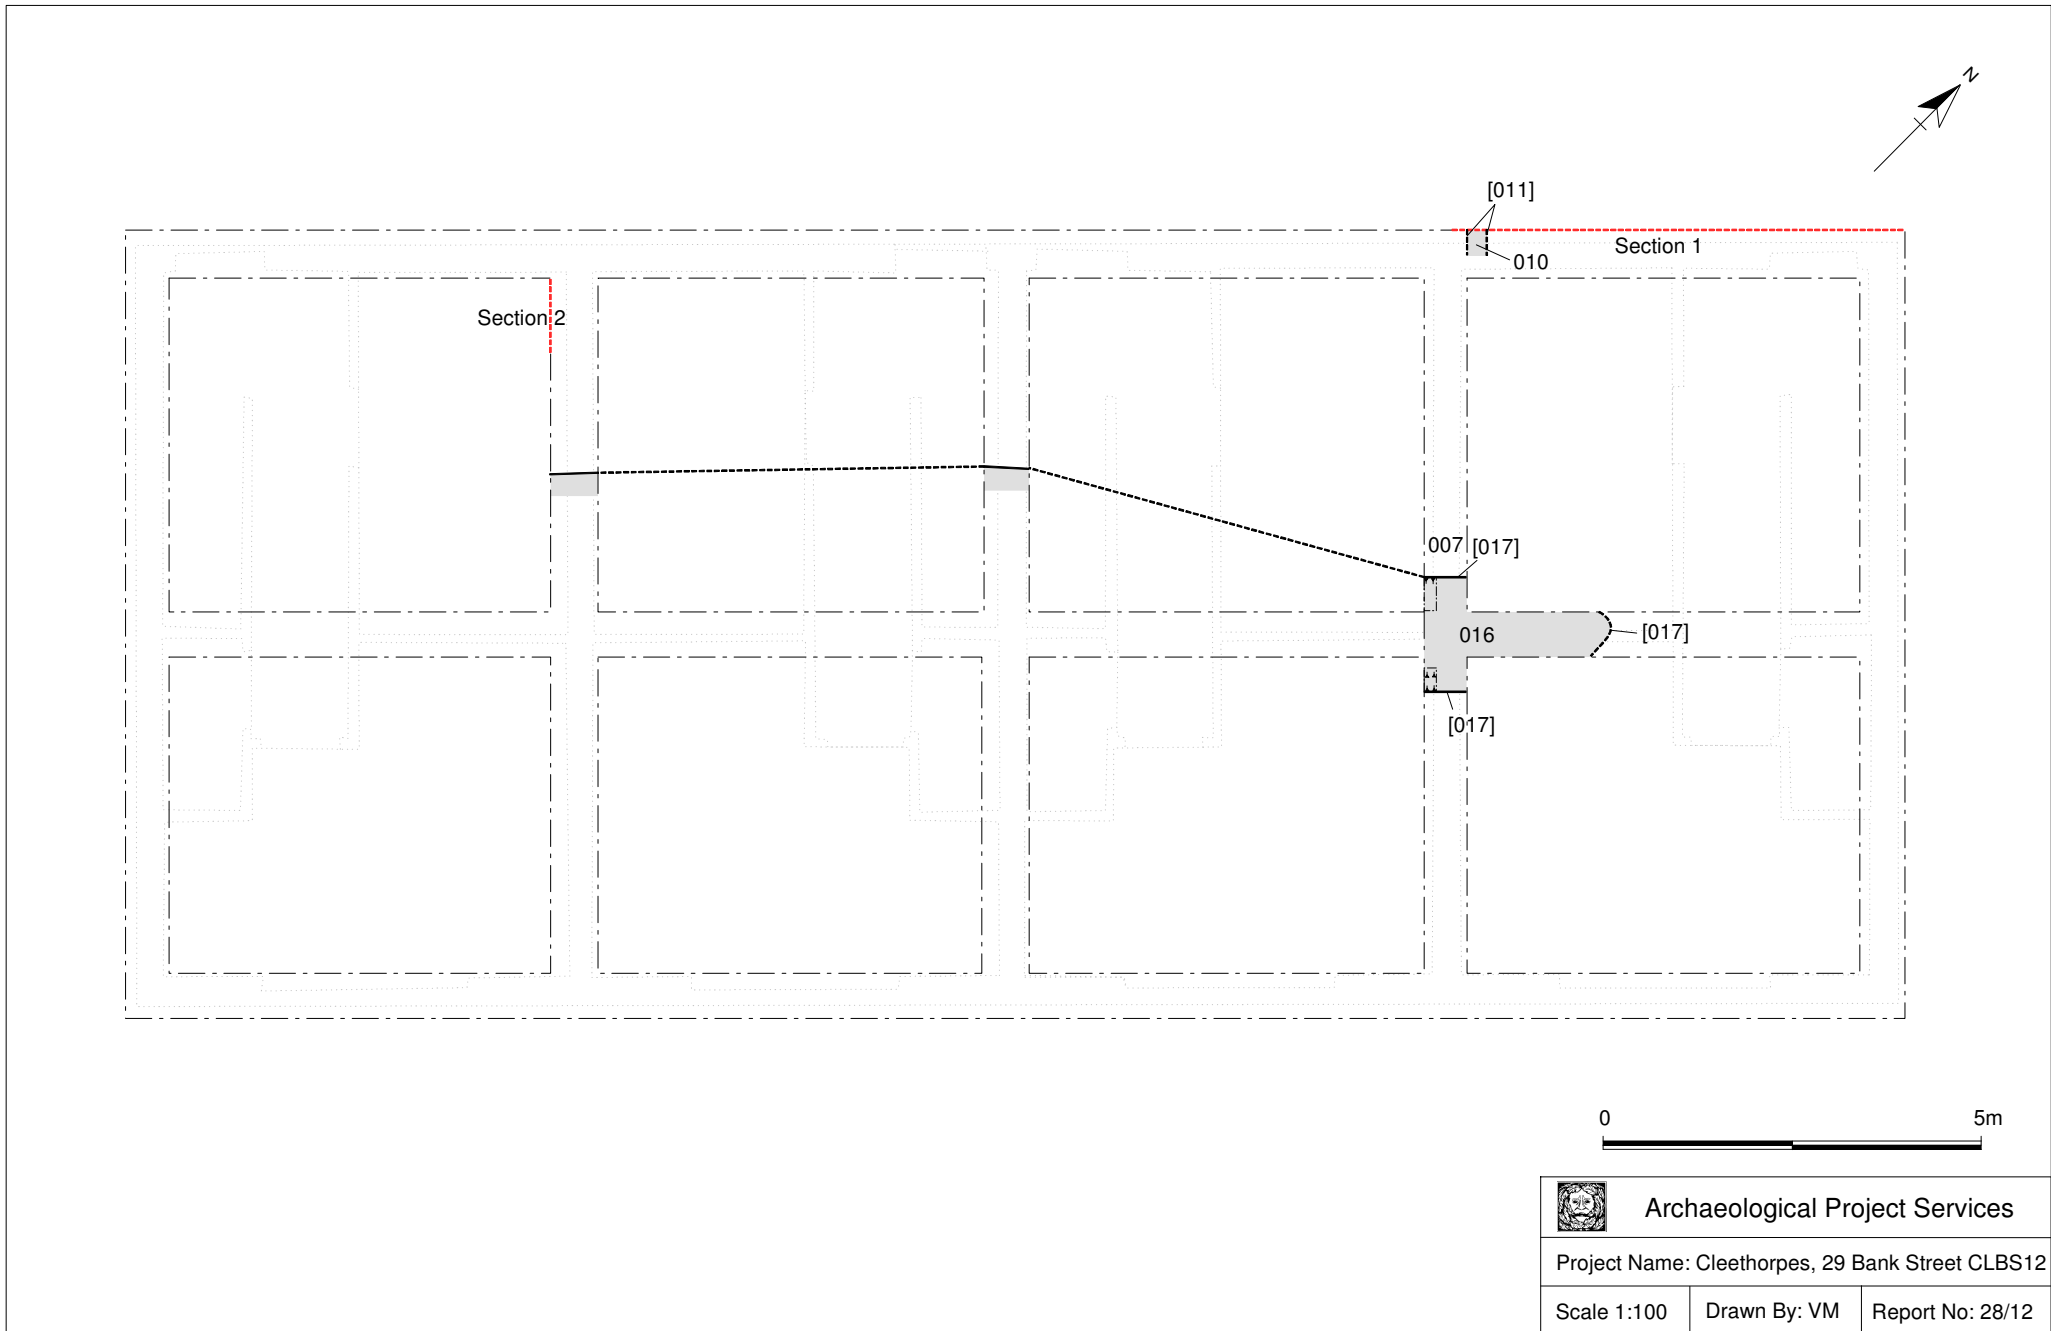 N
[011]
Section 1
010
Section 2
007 [017]
016
[017]
[017]
0 5m
Archaeological Project Services
Project Name: Cleethorpes, 29 Bank Street CLBS12
Scale 1:100 Drawn By: VM Report No: 28/12